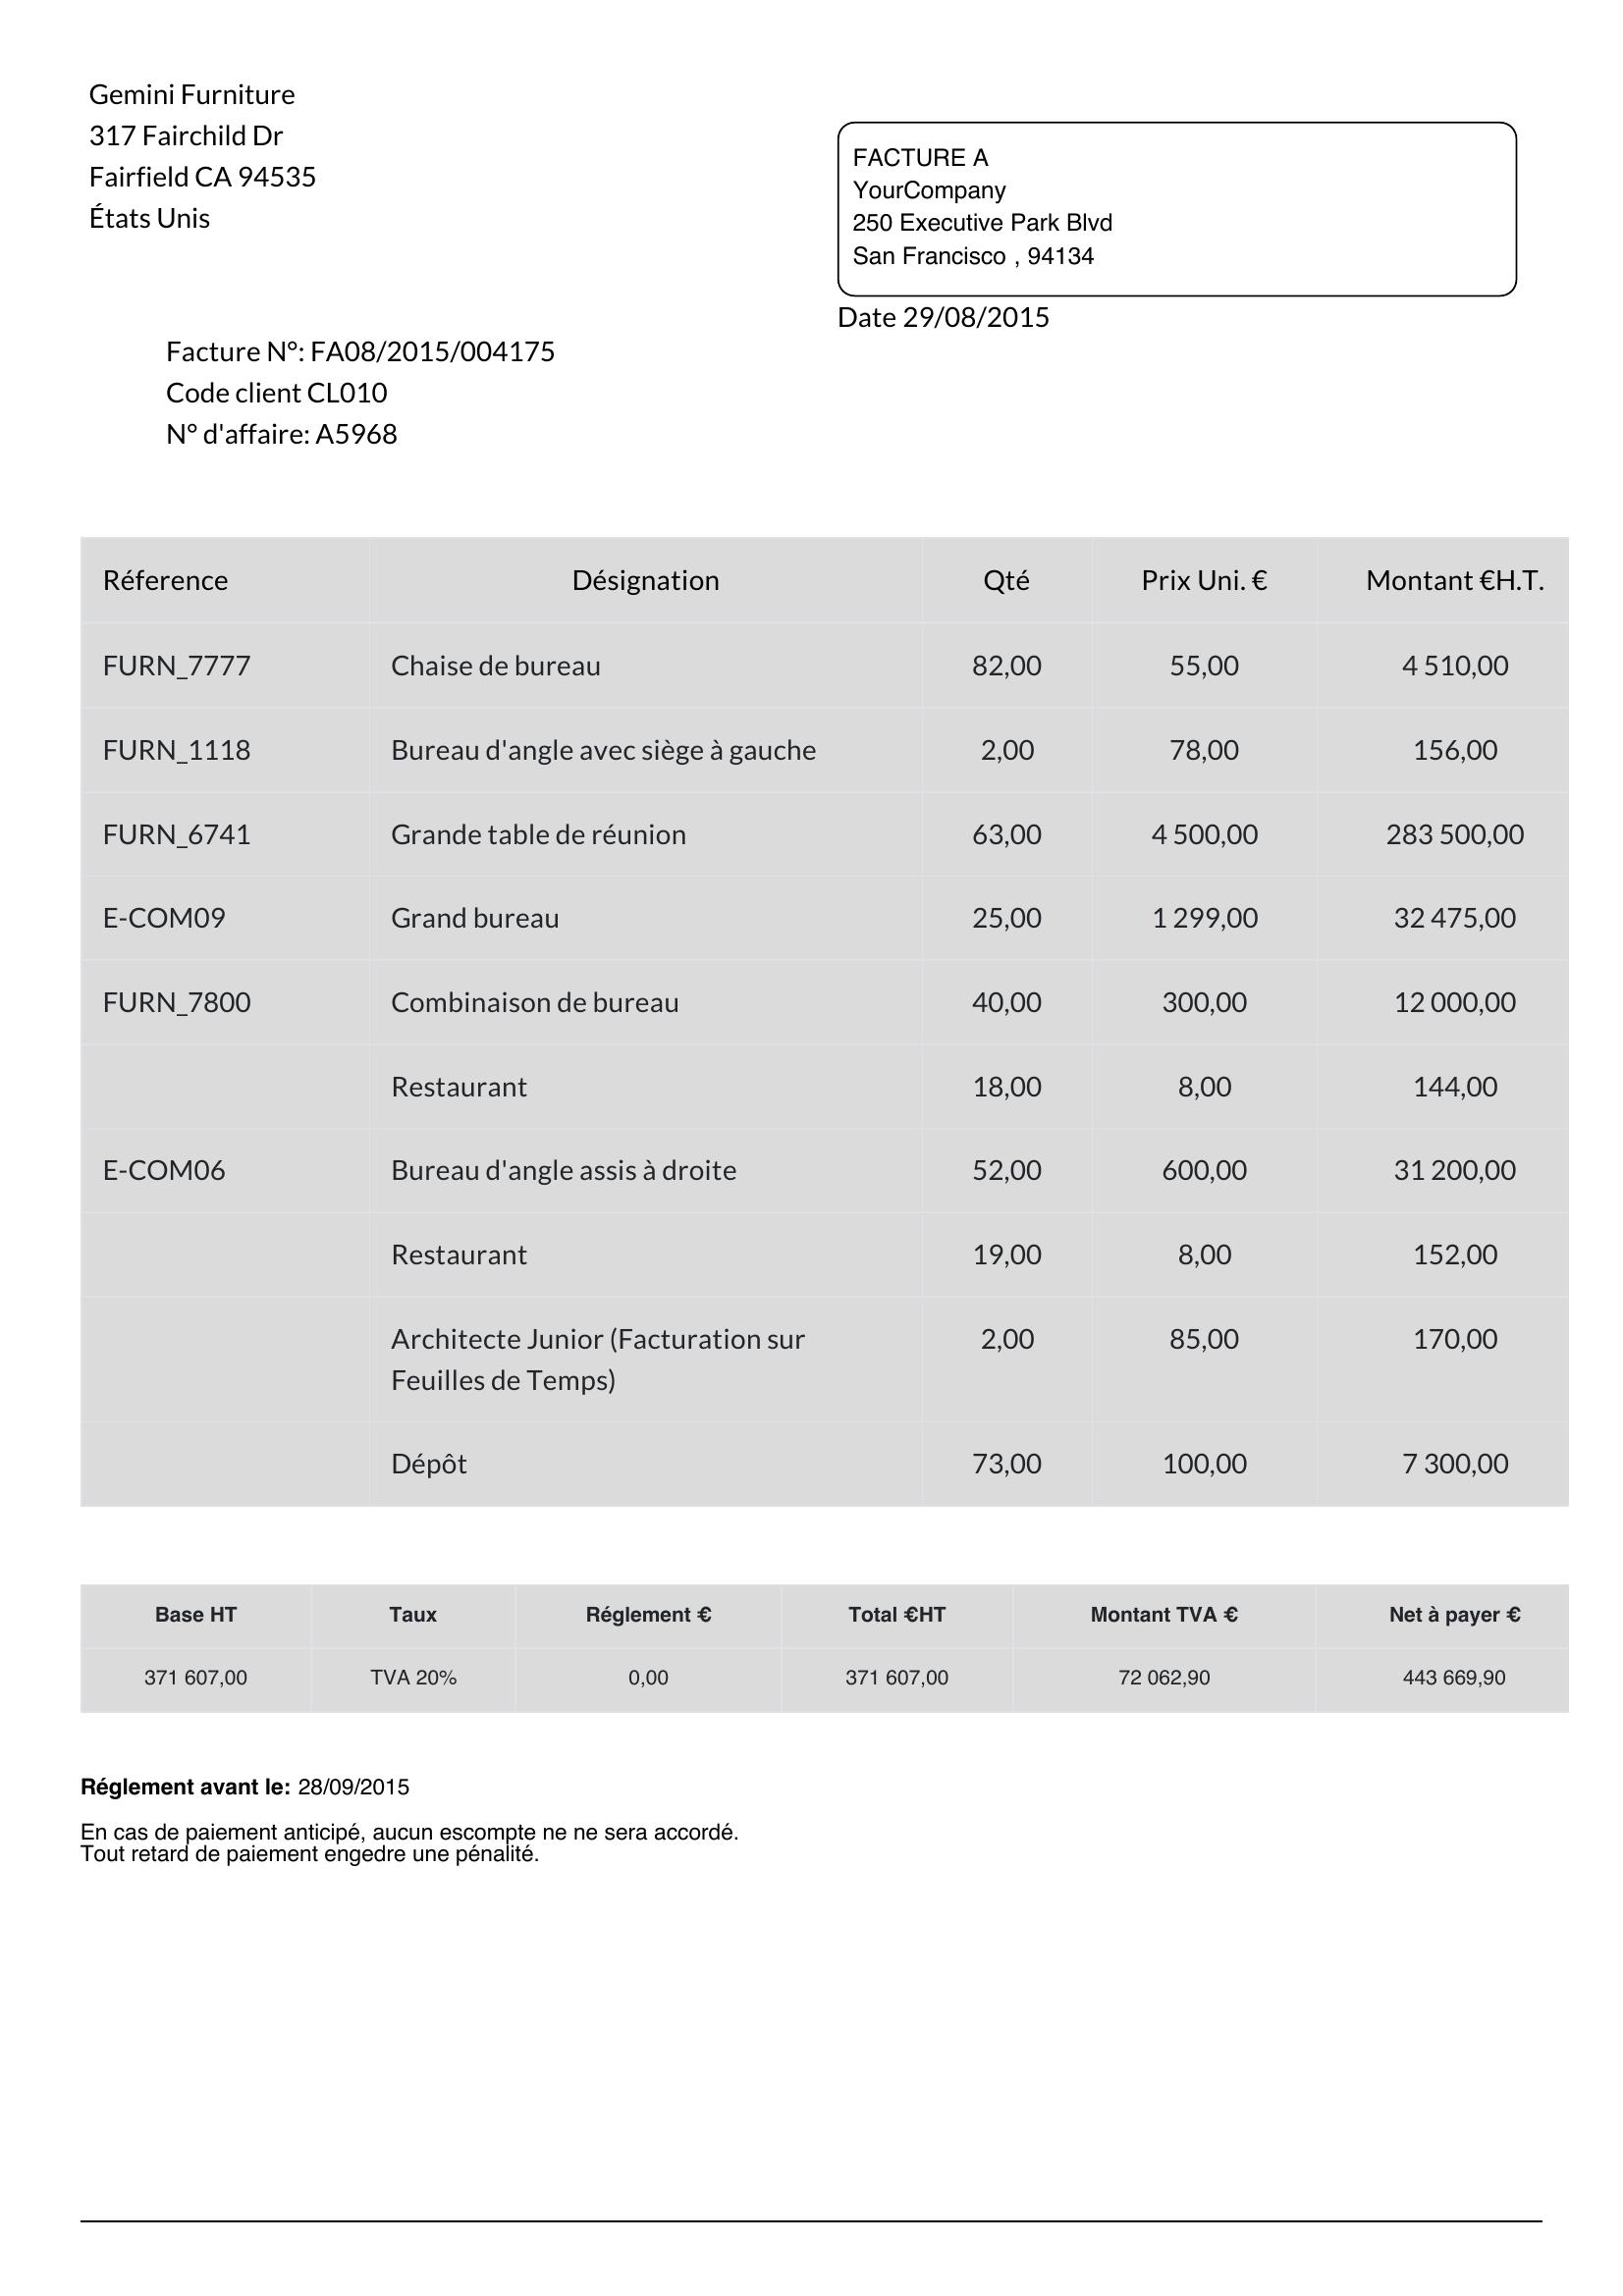 Gemini Furniture
317 Fairchild Dr
Fairfield CA 94535
États Unis
FACTURE A
YourCompany
250 Executive Park Blvd
San Francisco , 94134
Date 29/08/2015
Facture N°: FA08/2015/004175
Code client CL010
N° d'affaire: A5968
Réference Désignation Qté Prix Uni. € Montant €H.T.
FURN_7777 Chaise de bureau 82,00 55,00 4 510,00
FURN_1118 Bureau d'angle avec siège à gauche 2,00 78,00 156,00
FURN_6741 Grande table de réunion 63,00 4 500,00 283 500,00
E-COM09 Grand bureau 25,00 1 299,00 32 475,00
FURN_7800 Combinaison de bureau 40,00 300,00 12 000,00
Restaurant 18,00 8,00 144,00
E-COM06 Bureau d'angle assis à droite 52,00 600,00 31 200,00
Restaurant 19,00 8,00 152,00
Architecte Junior (Facturation sur 2,00 85,00 170,00
Feuilles de Temps)
Dépôt 73,00 100,00 7 300,00
Base HT Taux Réglement € Total €HT Montant TVA € Net à payer €
371 607,00 TVA 20% 0,00 371 607,00 72 062,90 443 669,90
Réglement avant le: 28/09/2015
En cas de paiement anticipé, aucun escompte ne ne sera accordé.
Tout retard de paiement engedre une pénalité.